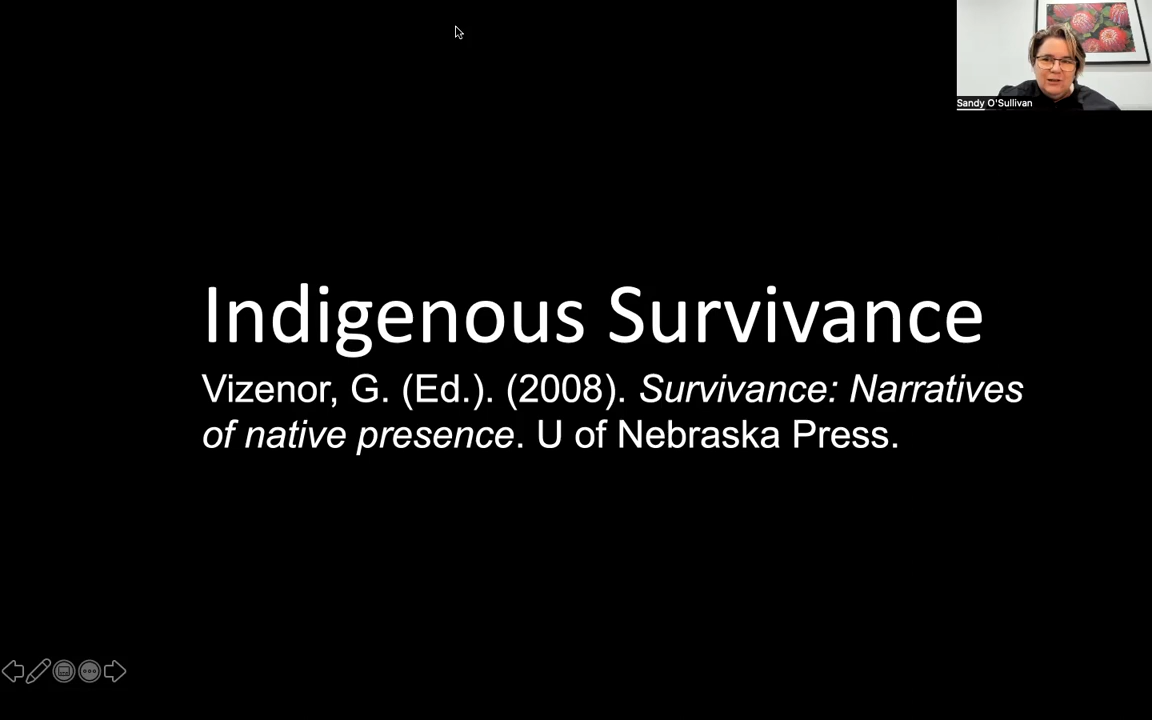 Sandy O'Sullivan
Indigenous Survivance
Vizenor, G. (Ed.). (2008). Survivance: Narratives
of native presence. U of Nebraska Press.